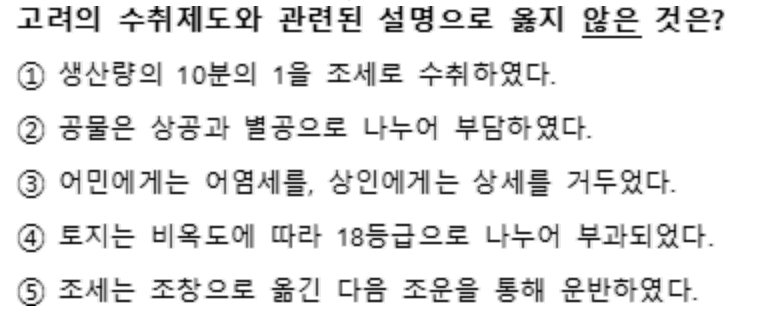 고려의 수취제도와 관련된 설명으로 옳지 않은 것은?
① 생산량의 10분의 1을 조세로 수취하였다.
② 공물은 상공과 별공으로 나누어 부담하였다.
③ 어민에게는 어염세를, 상인에게는 상세를 거두었다.
④ 토지는 비옥도에 따라 18등급으로 나누어 부과되었다.
⑤ 조세는 조창으로 옮긴 다음 조운을 통해 운반하였다.